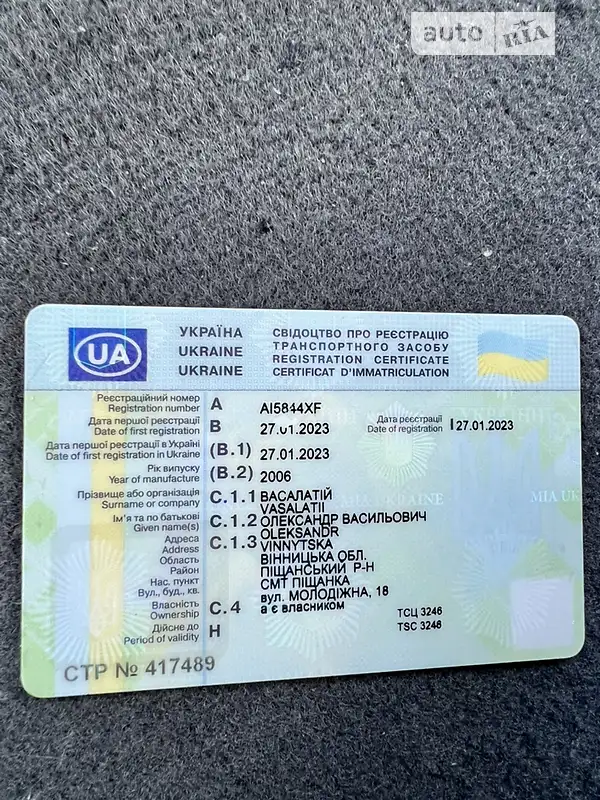 auto RIA
UA
УКРАЇНА
UKRAINE
UKRAINE
СВІДОЦТВО ПРО РЕЄСТРАЦІЮ
ТРАНСПОРТНОГО ЗАСОБУ
REGISTRATION CERTIFICATE
CERTIFICAT D'IMMATRICULATION
Реєстраційний номер
Registration number A AI5844XF
Дата першої реєстрації
Date of first registration B 27.01.2023
Дата реєстрації
Date of registration I 27.01.2023
Дата першої реєстрації в Україні
Date of first registration in Ukraine (B.1) 27.01.2023
Рік випуску
Year of manufacture (B.2) 2006
Прізвище або організація
Surname or company C.1.1 ВАСАЛАТІЙ
VASALATII
Ім'я та по батькові
Given name(s) C.1.2 ОЛЕКСАНДР ВАСИЛЬОВИЧ
OLEKSANDR
Адреса
Address C.1.3 VINNYTSKA
Область ВІННИЦЬКА ОБЛ.
Район ПІЩАНСЬКИЙ Р-Н
Нас. пункт СМТ ПІЩАНКА
Вул., буд., кв. вул. МОЛОДІЖНА, 18
Власність
Ownership C.4 а є власником
ТСЦ 3246
Дійсне до
Period of validity H
TSC 3246
MIA UKRAINE
MIA UK
СТР № 417489